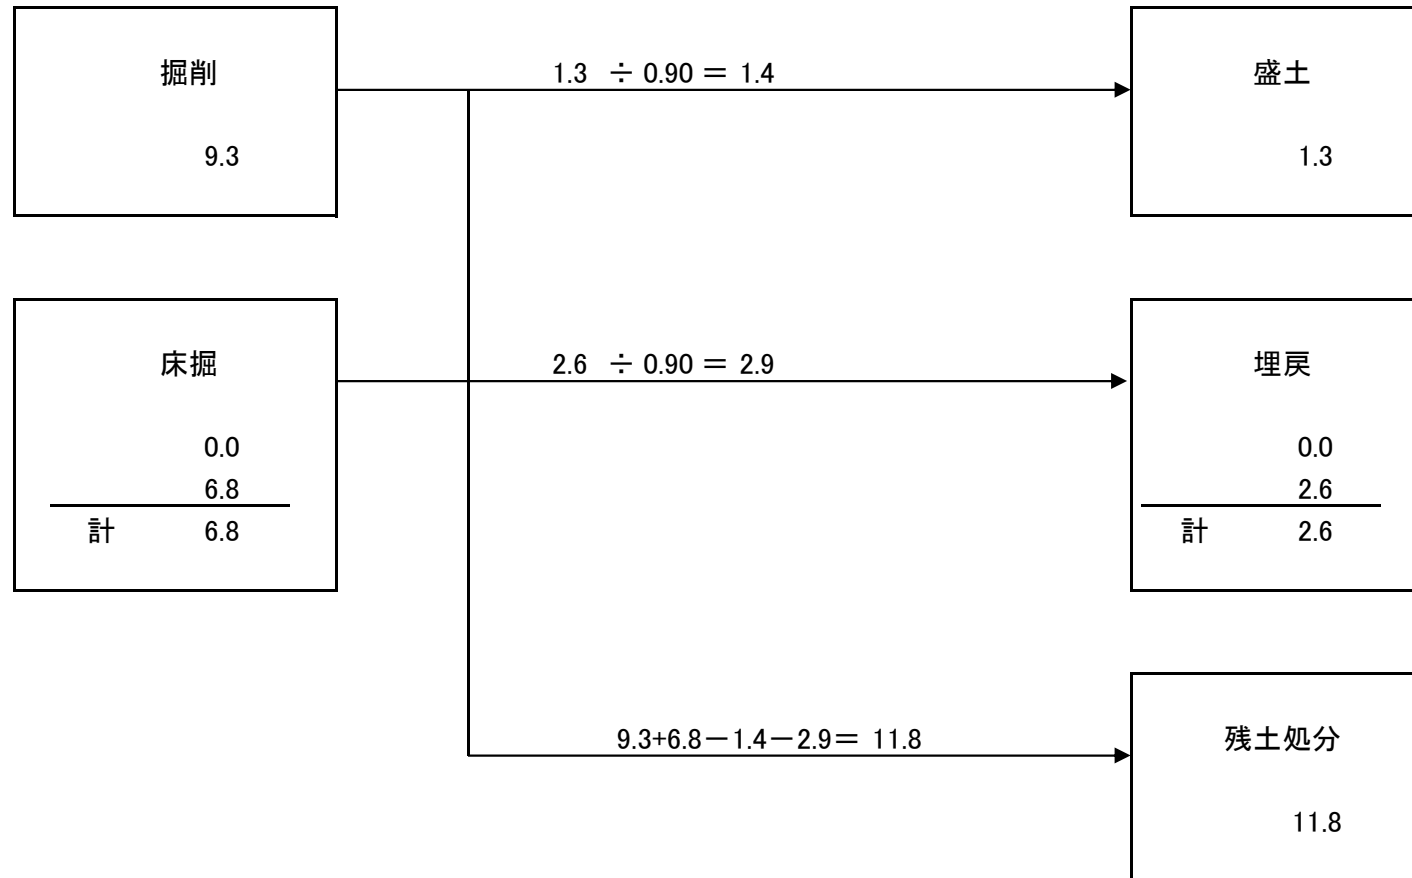 掘削
9.3
1.3 ÷ 0.90 = 1.4
盛土
1.3
床掘
0.0
6.8
計 6.8
2.6 ÷ 0.90 = 2.9
埋戻
0.0
2.6
計 2.6
9.3+6.8-1.4-2.9= 11.8
残土処分
11.8